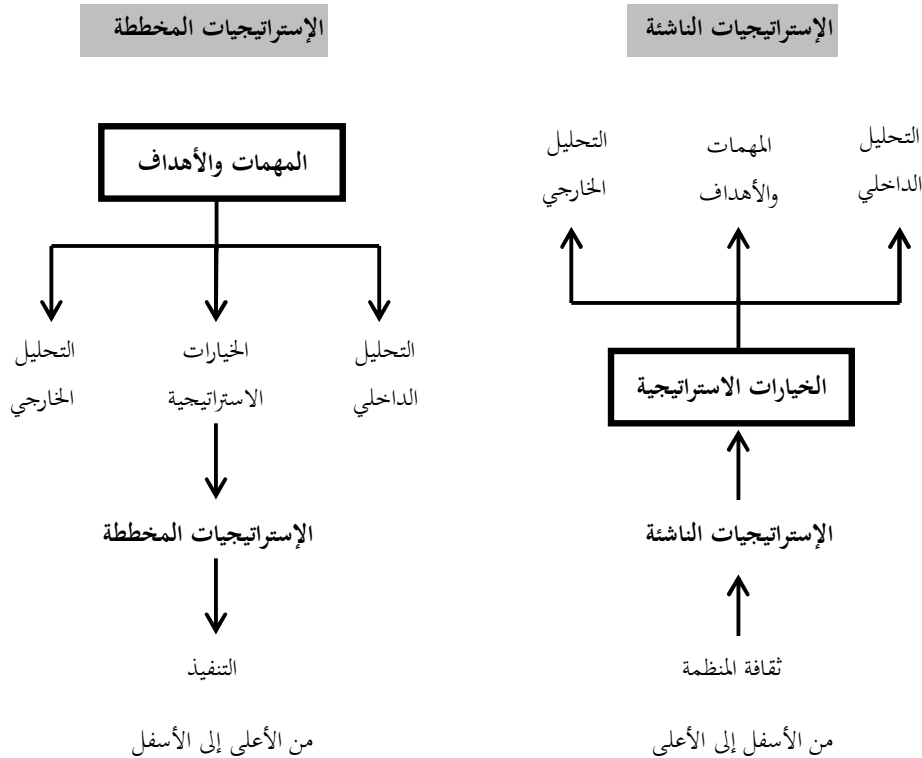 الإستراتيجيات الناشئة
التحليل
الداخلي
المهمات
والأهداف
التحليل
الخارجي
الخيارات الاستراتيجية
الإستراتيجيات الناشئة
ثقافة المنظمة
من الأسفل إلى الأعلى
الإستراتيجيات المخططة
المهمات والأهداف
التحليل
الداخلي
الخيارات
الاستراتيجية
التحليل
الخارجي
الإستراتيجيات المخططة
التنفيذ
من الأعلى إلى الأسفل